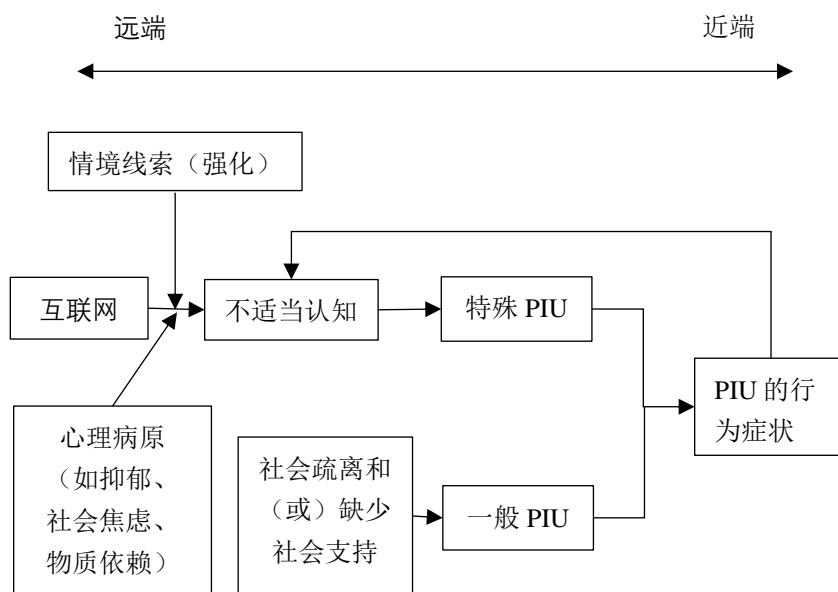 远端
近端
情境线索（强化）
互联网
不适当认知
特殊 PIU
PIU 的行
为症状
心理病原
（如抑郁、
社会焦虑、
物质依赖）
社会疏离和
（或）缺少
社会支持
一般 PIU